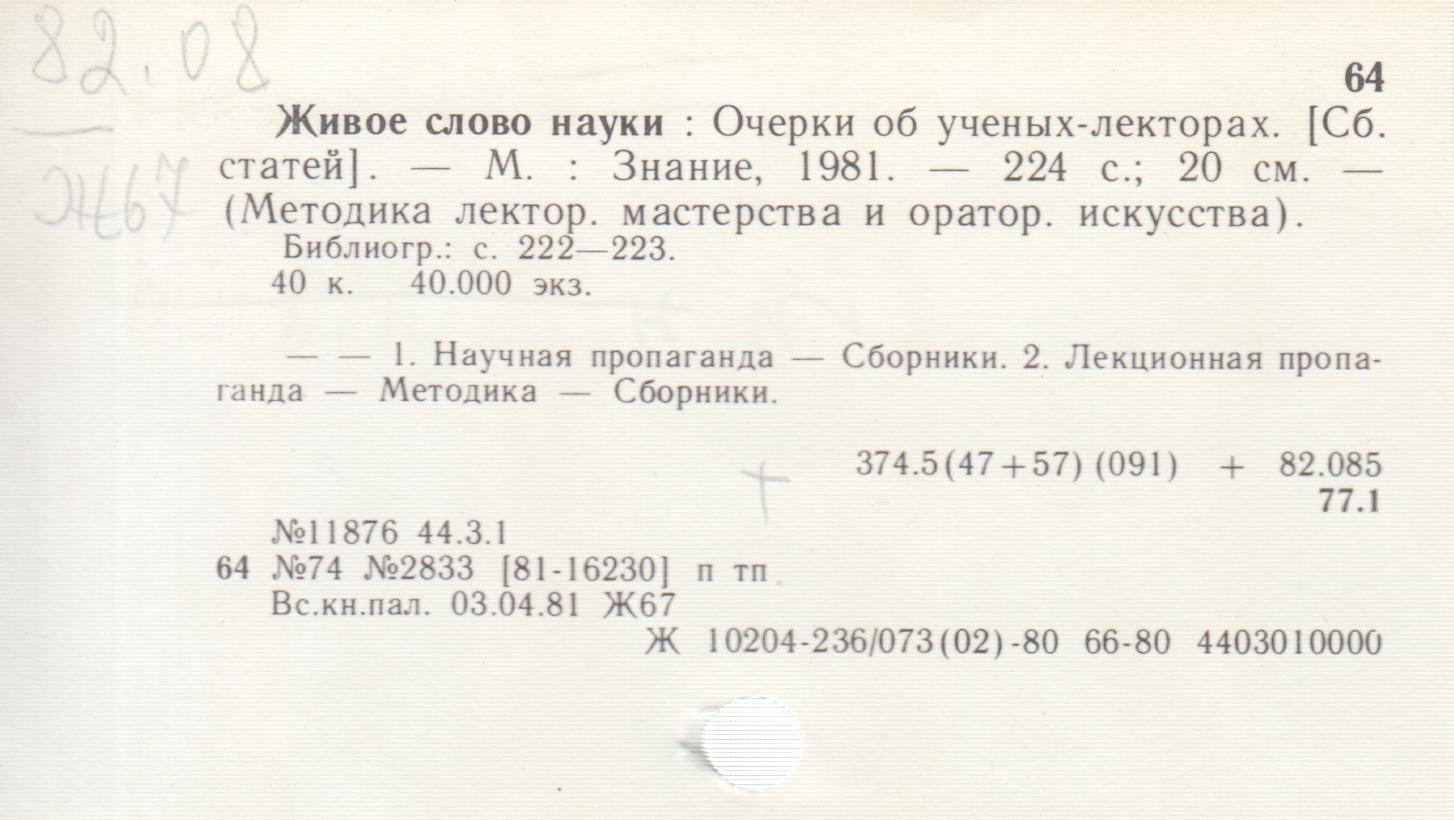 82.08
64
Живое слово науки : Очерки об ученых-лекторах. [Сб.
статей]. — М. : Знание, 1981. — 224 с.; 20 см. —
Ж67
(Методика лектор. мастерства и оратор. искусства).
Библиогр.: с. 222—223.
40 к. 40.000 экз.
— — 1. Научная пропаганда — Сборники. 2. Лекционная пропа-
ганда — Методика — Сборники.
374.5(47+57)(091) + 82.085
77.1
№11876 44.3.1
64 №74 №2833 [81-16230] п тп
Вс.кн.пал. 03.04.81 Ж67
Ж 10204-236/073(02)-80 66-80 4403010000